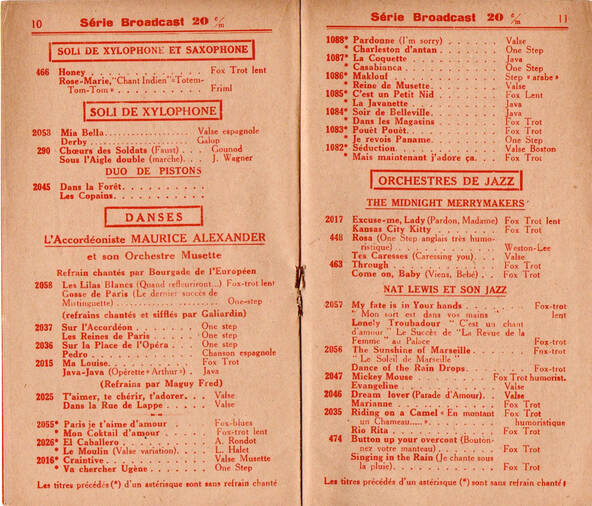 10 Série Broadcast 20 c/m
SOLI DE XYLOPHONE ET SAXOPHONE
466 Honey . . . . . . . . . . . Fox Trot lent
Rose-Marie, "Chant Indien" « Totem-
Tom-Tom » . . . . . . . . . . . Friml
SOLI DE XYLOPHONE
2053 Mia Bella . . . . . . . . . . . Valse espagnole
Derby . . . . . . . . . . . Galop
290 Chœurs des Soldats (Faust) . . . . Gounod
Sous l'Aigle double (marche) . . . . J. Wagner
DUO DE PISTONS
2045 Dans la Forêt . . . . . . . . . . .
Les Copains . . . . . . . . . . .
DANSES
L'Accordéoniste MAURICE ALEXANDER
et son Orchestre Musette
Refrain chantés par Bourgade de l'Européen
2058 Les Lilas Blancs (Quand refleuriront...) Fox-trot lent
Gosse de Paris (Le dernier succès de
Mistinguette) . . . . . . . . . . . One-step
(refrains chantés et sifflés par Galiardin)
2037 Sur l'Accordéon . . . . . . One step
Les Reines de Paris . . . . . One step
2036 Sur la Place de l'Opéra . . . One step
Pedro . . . . . . . . . . . Chanson espagnole
2015 Ma Louise . . . . . . . . . . . Fox Trot
Java-Java (Opérette « Arthur ») . . Java
(Refrains par Maguy Fred)
2025 T'aimer, te chérir, t'adorer... . . Valse
Dans la Rue de Lappe . . . . . Valse
2055* Paris je t'aime d'amour Fox-blues
* Mon Coktail d'amour . . . . . Fox-trot lent
2026* El Caballero . . . . . . . A. Rondot
* Le Moulin (Valse variation) . . . . L. Halet
2016* Craintive . . . . . . . . . . . Valse Musette
* Va chercher Ugène . . . . . . One Step
Les titres précédés (*) d'un astérisque sont sans refrain chanté
Série Broadcast 20 c/m 11
1088* Pardonne (I'm sorry) . . . . . Valse
* Charleston d'antan . . . . . . One Step
1087* La Coquette . . . . . . . Java
* Casabianca . . . . . . . One Step
1086* Maklouf . . . . . . . Step « arabe »
* Reine de Musette . . . . . . Valse
1085* C'est un Petit Nid . . . . . . Fox Lent
* La Javanette . . . . . . . Java
1084* Soir de Belleville . . . . . . Java
* Dans les Magasins . . . . . . Fox Trot
1083* Pouèt Pouèt . . . . . . . Fox Trot
* Je revois Paname . . . . . . One Step
1082* Séduction . . . . . . . Valse Boston
* Mais maintenant j'adore ça . . . . Fox Trot
ORCHESTRES DE JAZZ
THE MIDNIGHT MERRYMAKERS
2017 Excuse-me, Lady (Pardon, Madame) Fox Trot lent
Kansas City Kitty . . . . . . Fox Trot
448 Rosa (One Step anglais très humo-
ristique) . . . . . . . Weston-Lee
Tes Caresses (Caressing you) . . . . Valse
463 Through . . . . . . . Fox Trot
Come on, Baby (Viens, Bébé) . . Fox Trot
NAT LEWIS ET SON JAZZ
2057 My fate is in Your hands . . . Fox-trot
" Mon sort est dans vos mains lent
Lonely Troubadour " C'est un chant
d'amour " Le Succès de "La Revue de la
Femme " au Palace Fox-trot
2056 The Sunshine of Marseille . . . Fox-trot
" Le Soleil de Marseille "
Dance of the Rain Drops . . . Fox-trot
2047 Mickey Mouse . . . . . . Fox Trot humorist.
Evangeline . . . . . . . Valse
2046 Dream lover (Parade d'Amour) . . Valse
Marianne . . . . . . . Fox Trot
2035 Riding on a Camel « En montant Fox Trot
un Chameau..... » . . . . . . humoristique
Rio Rita . . . . . . . Fox Trot
474 Button up your overcoat (Bouton-
nez votre manteau) . . . . . . Fox Trot
Singing in the Rain (Je chante sous
la pluie) . . . . . . . Fox Trot
Les titres précédés d'un astérisque (*) sont sans refrain chanté